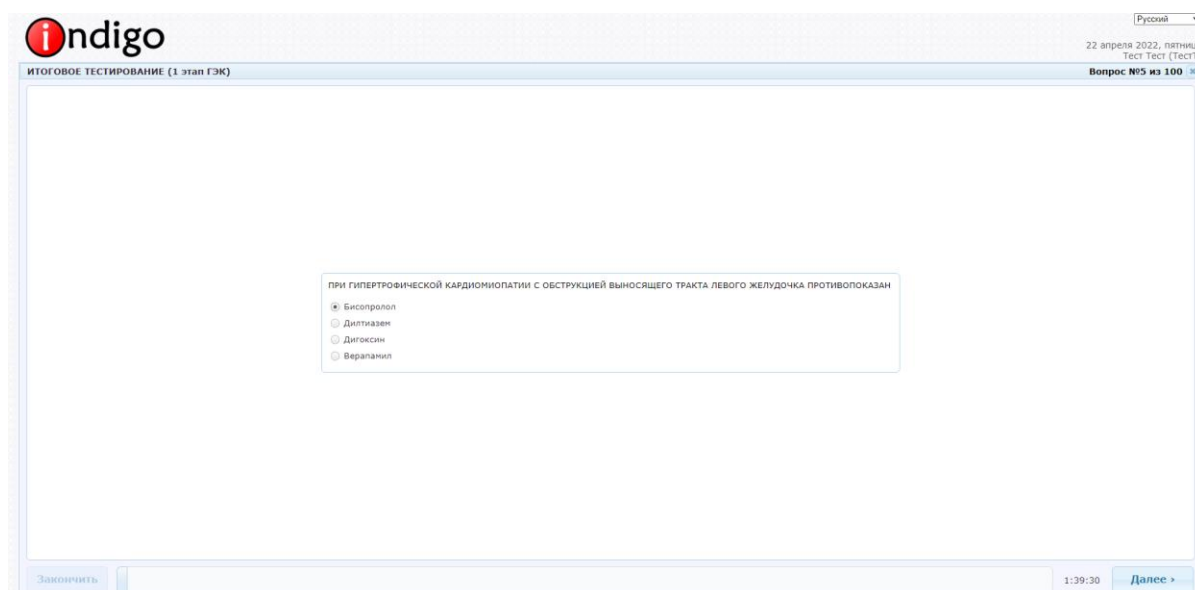 indigo
Русский
22 апреля 2022, пятниц
Тест Тест (Тест
ИТОГОВОЕ ТЕСТИРОВАНИЕ (1 этап ГЭК)
Вопрос №5 из 100
ПРИ ГИПЕРТРОФИЧЕСКОЙ КАРДИОМИОПАТИИ С ОБСТРУКЦИЕЙ ВЫНОСЯЩЕГО ТРАКТА ЛЕВОГО ЖЕЛУДОЧКА ПРОТИВОПОКАЗАН
Бисопролол
Дилтиазем
Дигоксин
Верапамил
Закончить
1:39:30
Далее ›